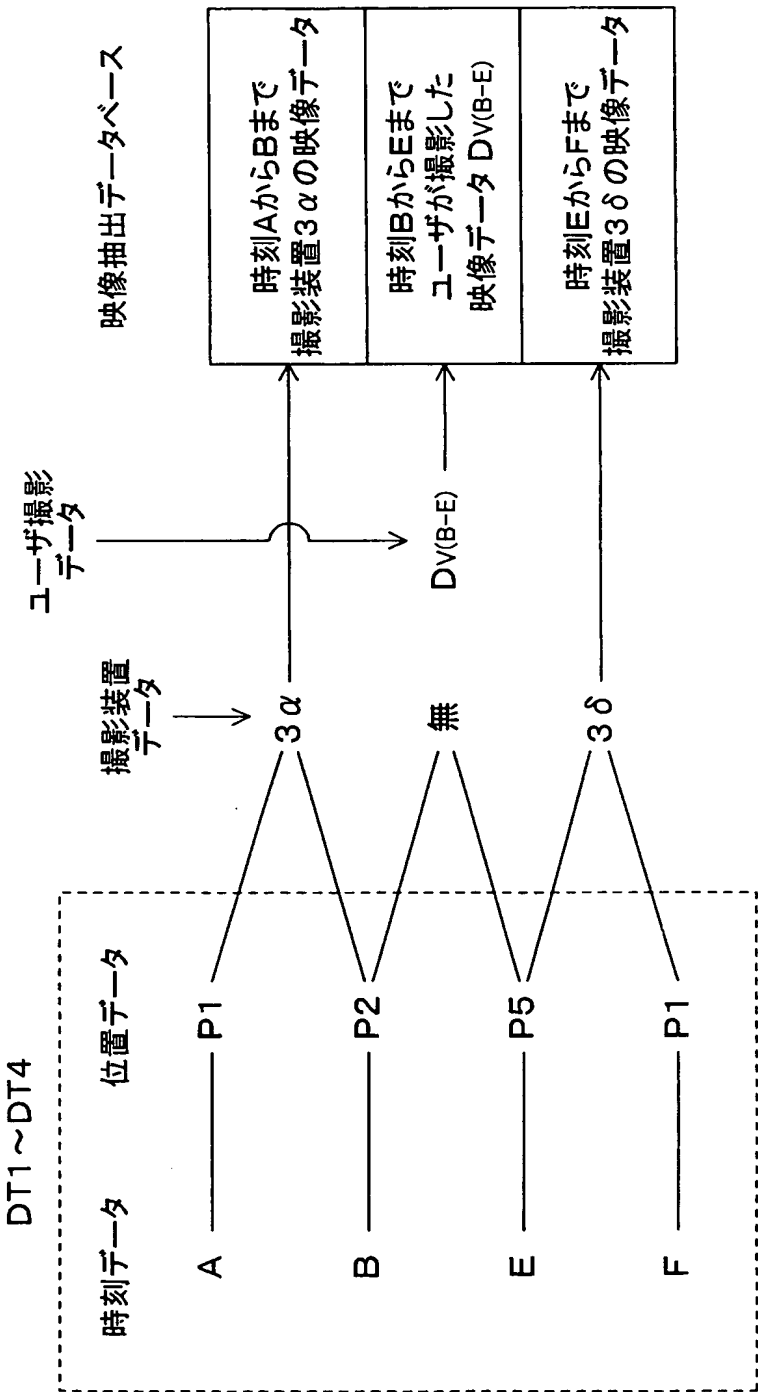 DT1～DT4
時刻データ
位置データ
撮影装置
データ
ユーザ撮影
データ
映像抽出データベース
A
P1
3α
時刻AからBまで
撮影装置3αの映像データ
B
P2
無
DV(B-E)
時刻BからEまで
ユーザが撮影した
映像データ DV(B-E)
E
P5
3δ
時刻EからFまで
撮影装置3δの映像データ
F
P1